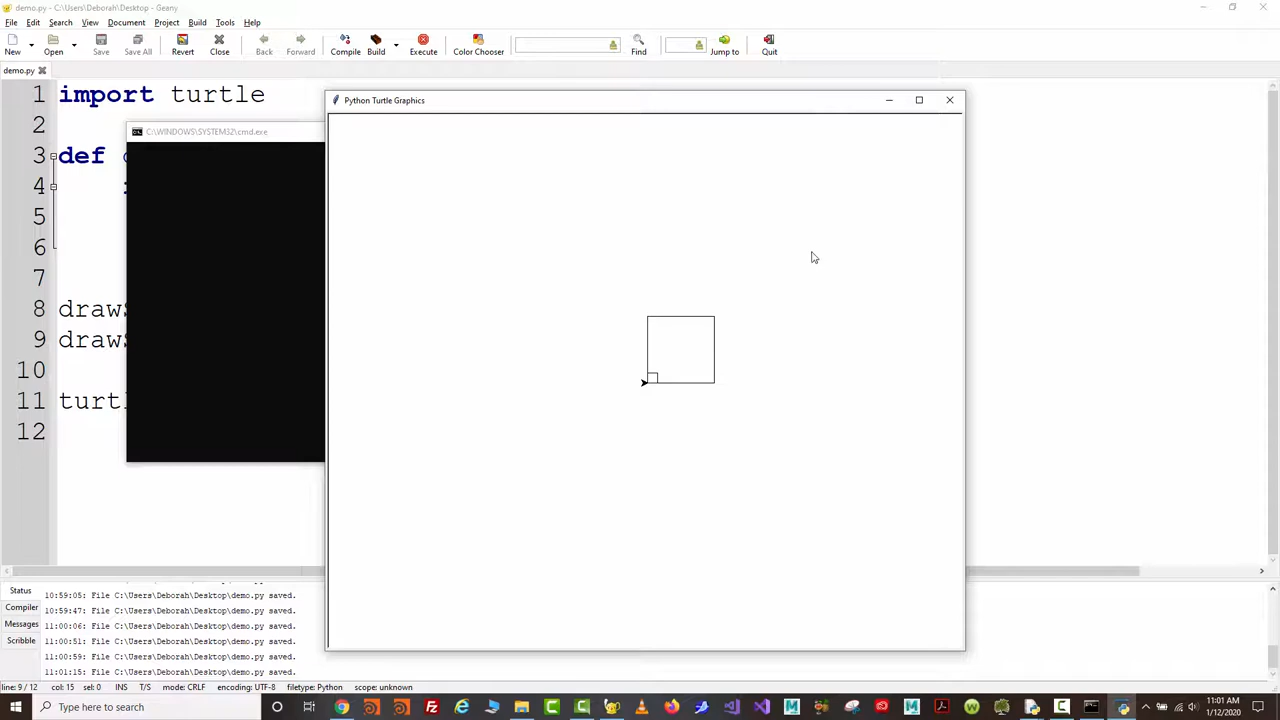 demo.py - C:\Users\Deborah\Desktop - Geany
File Edit Search View Document Project Build Tools Help
New Open Save Save All Revert Close Back Forward Compile Build Execute Color Chooser Find Jump to Quit
demo.py
1 import turtle
2
3 def
4
5
6
7
8 draw
9 draw
10
11 turtl
12
C:\WINDOWS\SYSTEM32\cmd.exe
Python Turtle Graphics
Status
Compiler
Messages
Scribble
10:59:05: File C:\Users\Deborah\Desktop\demo.py saved.
10:59:47: File C:\Users\Deborah\Desktop\demo.py saved.
11:00:06: File C:\Users\Deborah\Desktop\demo.py saved.
11:00:51: File C:\Users\Deborah\Desktop\demo.py saved.
11:00:59: File C:\Users\Deborah\Desktop\demo.py saved.
11:01:15: File C:\Users\Deborah\Desktop\demo.py saved.
line: 9 / 12 col: 15 sel: 0 INS T/S mode: CRLF encoding: UTF-8 filetype: Python scope: unknown
Type here to search
11:01 AM
1/12/2020